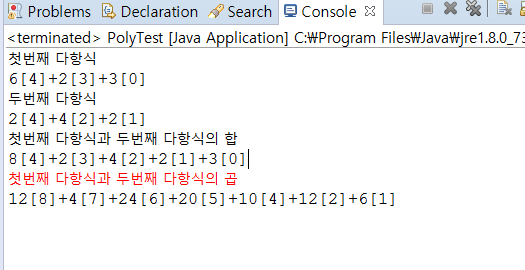 Problems Declaration Search Console
<terminated> PolyTest [Java Application] C:₩Program Files₩Java₩jre1.8.0_73
첫번째 다항식
6[4]+2[3]+3[0]
두번째 다항식
2[4]+4[2]+2[1]
첫번째 다항식과 두번째 다항식의 합
8[4]+2[3]+4[2]+2[1]+3[0]
첫번째 다항식과 두번째 다항식의 곱
12[8]+4[7]+24[6]+20[5]+10[4]+12[2]+6[1]